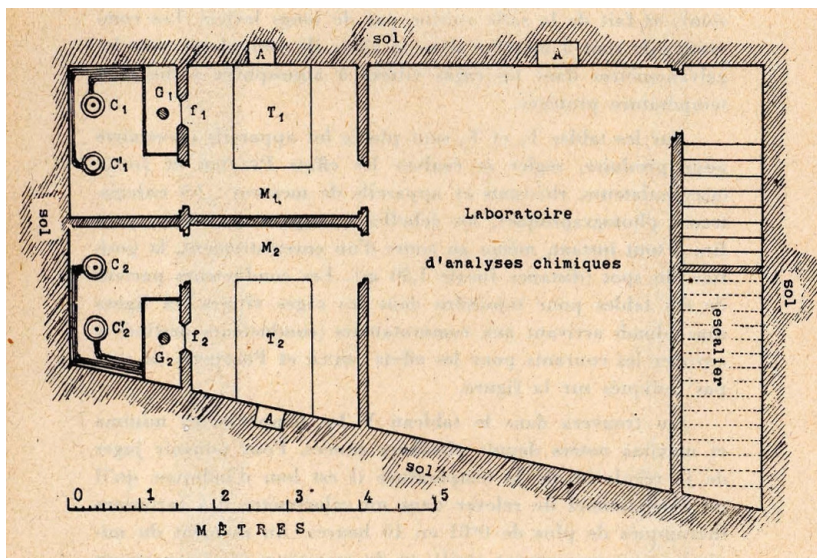 sol
A
A
C₁
G₁
f₁
T₁
C'₁
M₁
sol
Laboratoire
M₂
C₂
d'analyses chimiques
sol
C'₂
G₂
f₂
T₂
escalier
A
sol
0 1 2 3 4 5
MÈTRES